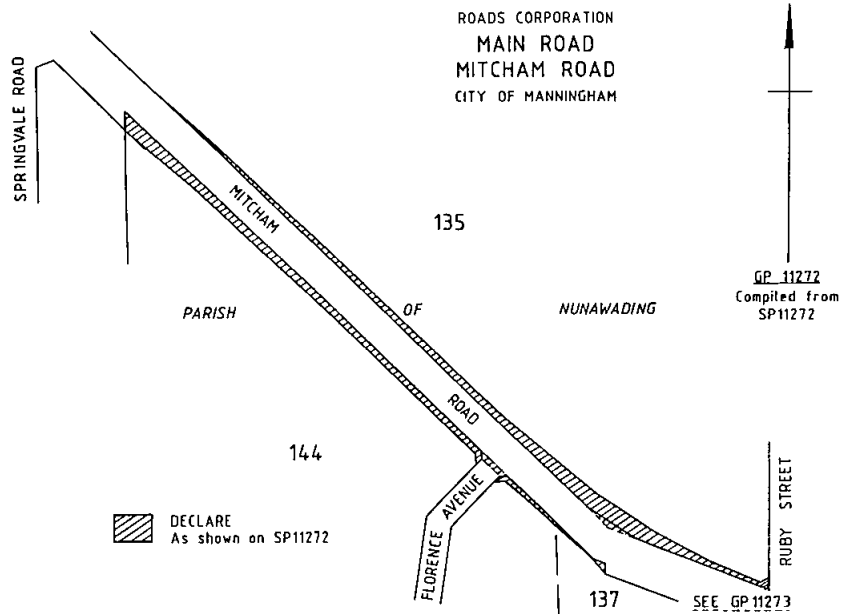 ROADS CORPORATION
MAIN ROAD
MITCHAM ROAD
CITY OF MANNINGHAM
SPRINGVALE ROAD
MITCHAM
135
GP 11272
Compiled from
SP11272
PARISH OF NUNAWADING
ROAD
144
FLORENCE AVENUE
RUBY STREET
DECLARE
As shown on SP11272
137
SEE GP 11273